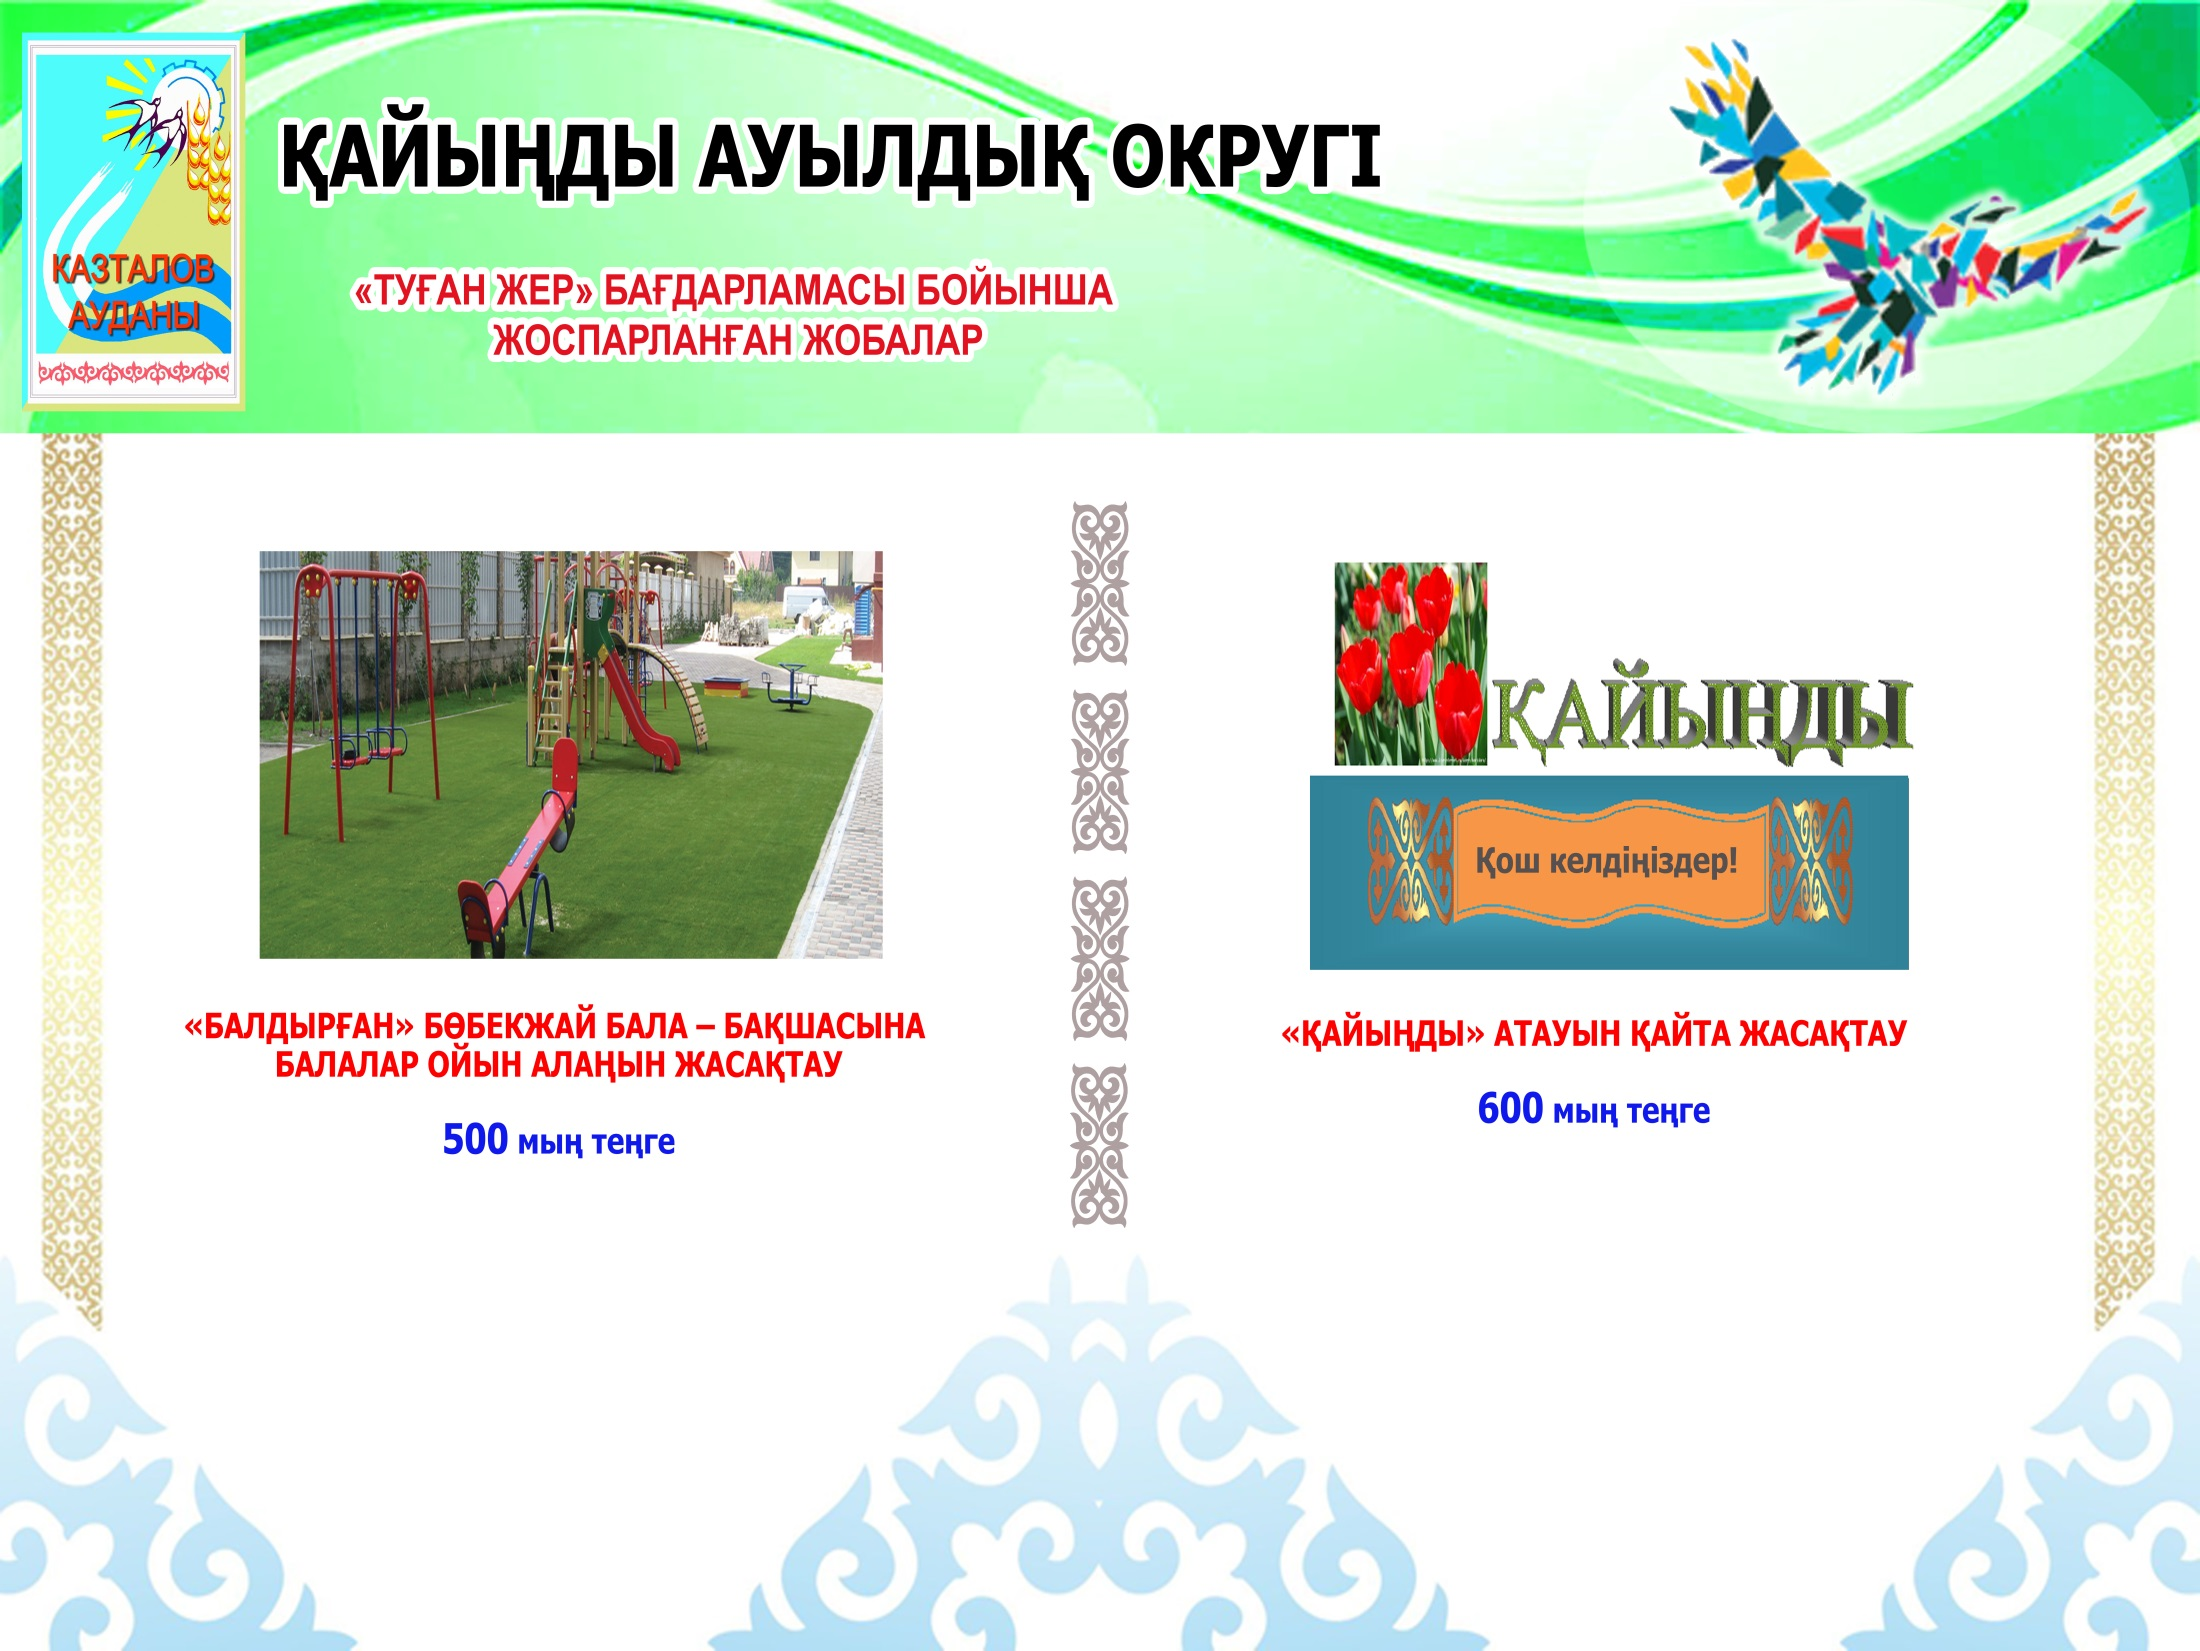 КАЗТАЛОВ
АУДАНЫ
ҚАЙЫҢДЫ АУЫЛДЫҚ ОКРУГІ
«ТУҒАН ЖЕР» БАҒДАРЛАМАСЫ БОЙЫНША
ЖОСПАРЛАНҒАН ЖОБАЛАР
«БАЛДЫРҒАН» БӨБЕКЖАЙ БАЛА – БАҚШАСЫНА
БАЛАЛАР ОЙЫН АЛАҢЫН ЖАСАҚТАУ
500 мың теңге
ҚАЙЫҢДЫ
Қош келдіңіздер!
«ҚАЙЫҢДЫ» АТАУЫН ҚАЙТА ЖАСАҚТАУ
600 мың теңге